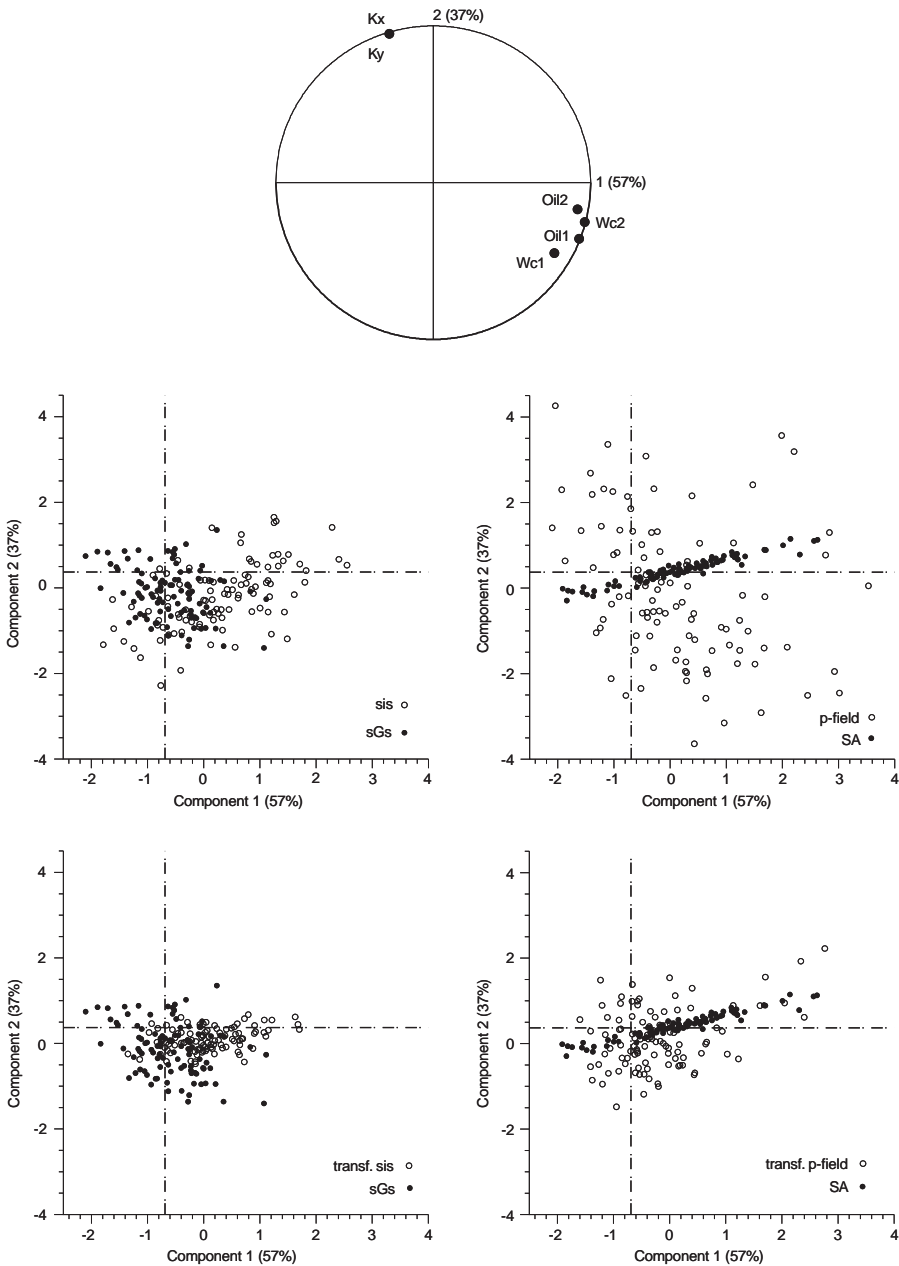 Kx
2 (37%)
Ky
1 (57%)
Oil2
Wc2
Oil1
Wc1
4
2
0
-2
-4
Component 2 (37%)
sis
sGs
-2
-1
0
1
2
3
4
Component 1 (57%)
4
2
0
-2
-4
Component 2 (37%)
p-field
SA
-2
-1
0
1
2
3
4
Component 1 (57%)
4
2
0
-2
-4
Component 2 (37%)
transf. sis
sGs
-2
-1
0
1
2
3
4
Component 1 (57%)
4
2
0
-2
-4
Component 2 (37%)
transf. p-field
SA
-2
-1
0
1
2
3
4
Component 1 (57%)